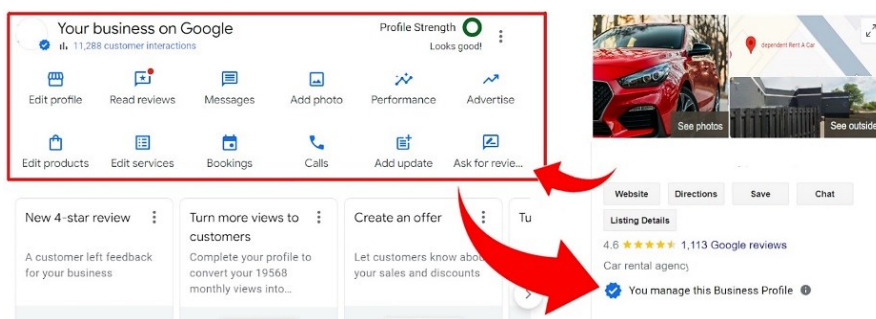 Your business on Google
11,288 customer interactions
Profile Strength
Looks good!
Edit profile
Read reviews
Messages
Add photo
Performance
Advertise
Edit products
Edit services
Bookings
Calls
Add update
Ask for revie...
New 4-star review
A customer left feedback
for your business
Turn more views to
customers
Complete your profile to
convert your 19568
monthly views into...
Create an offer
Let customers know about
your sales and discounts
Tu
dependent Rent A Car
See photos
See outside
Website
Directions
Save
Chat
Listing Details
4.6 1,113 Google reviews
Car rental agency
You manage this Business Profile